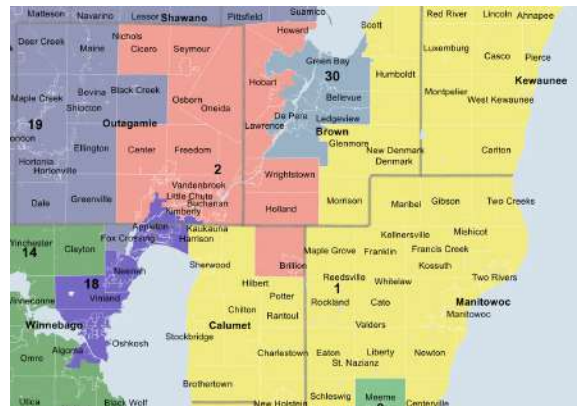 Matteson
Navarino
Lessor
Shawano
Pittsfield
Suamico
Howard
Scott
Red River
Lincoln
Ahnapee
Deer Creek
Maine
Nichols
Cicero
Seymour
Green Bay
30
Humboldt
Luxemburg
Casco
Pierce
Kewaunee
Maple Creek
Bovina
Black Creek
Shiocton
Osborn
Oneida
Hobart
Bellevue
Montpelier
West Kewaunee
19
Outagamie
Lawrence
De Pere
Ledgeview
Brown
Glenmore
Hortonia
Hortonville
Ellington
Center
Freedom
2
New Denmark
Denmark
Carlton
Wrightstown
Dale
Greenville
Vandenbroek
Little Chute
Buchanan
Kimberly
Holland
Morrison
Maribel
Gibson
Two Creeks
Appleton
Kaukauna
Fox Crossing
Harrison
14
Clayton
Neenah
Sherwood
Brillion
Maple Grove
Kellnersville
Mishicot
Franklin
Francis Creek
Kossuth
18
Vinland
Hilbert
Reedsville
1
Whitelaw
Two Rivers
Potter
Rockland
Cato
Manitowoc
Manitowoc
Winnebago
Chilton
Rantoul
Calumet
Valders
Omro
Algoma
Oshkosh
Stockbridge
Charlestown
Eaton
Liberty
Newton
St. Nazianz
Brothertown
Utica
Black Wolf
New Holstein
Schleswig
Meeme
Centerville